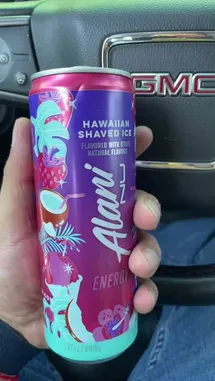 GMC
HAWAIIAN
SHAVED ICE
FLAVORED WITH OTHER
NATURAL FLAVORS
Alani
NU
ENERGY